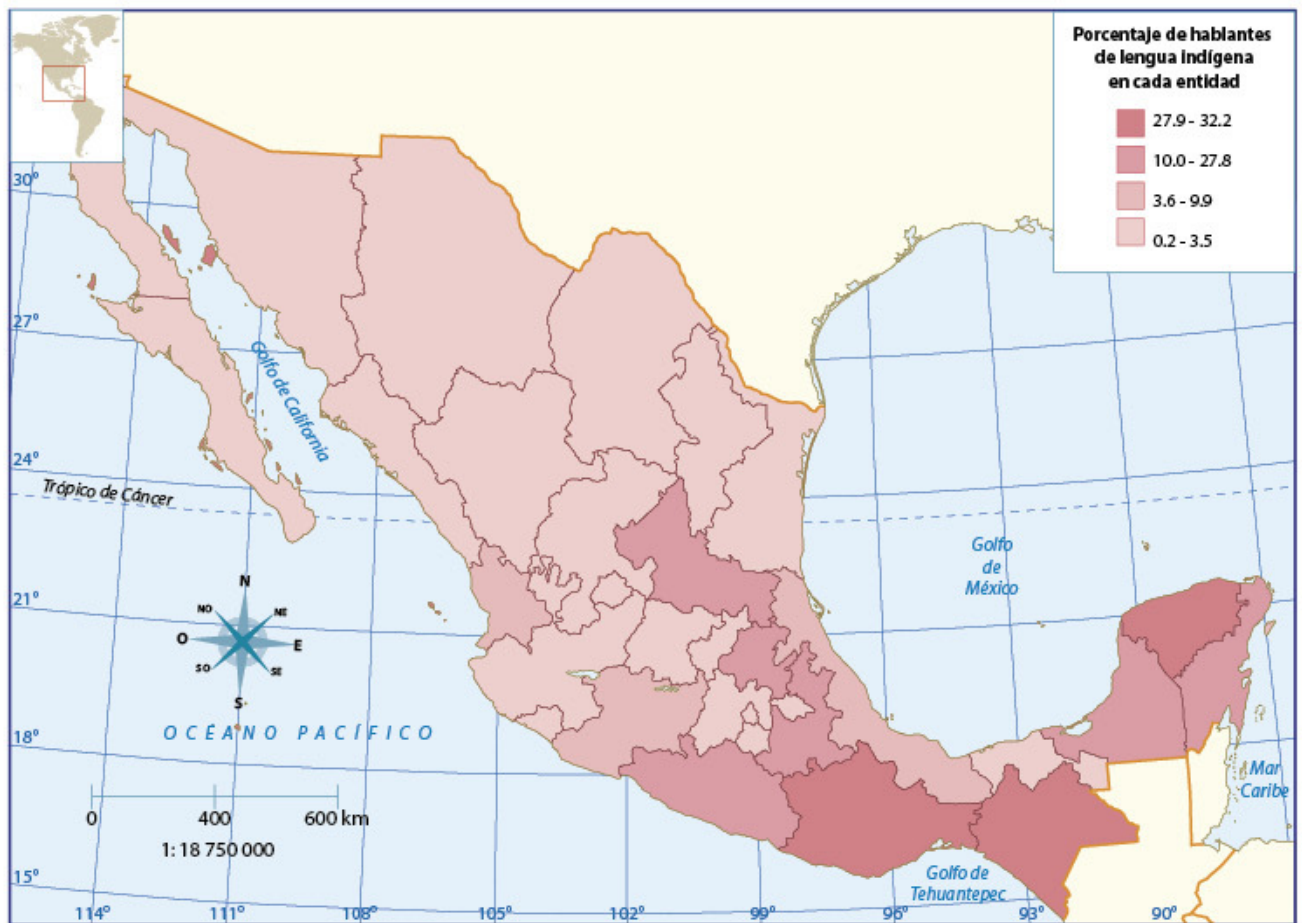 Porcentaje de hablantes
de lengua indígena
en cada entidad
27.9 - 32.2
10.0 - 27.8
3.6 - 9.9
0.2 - 3.5
30°
27°
Golfo de California
24°
Trópico de Cáncer
Golfo
de
México
21°
N
NO
NE
O
E
SO
SE
S
OCÉANO PACÍFICO
18°
Mar
Caribe
0
400
600 km
1: 18 750 000
Golfo de
Tehuantepec
15°
114°
111°
108°
105°
102°
99°
96°
93°
90°